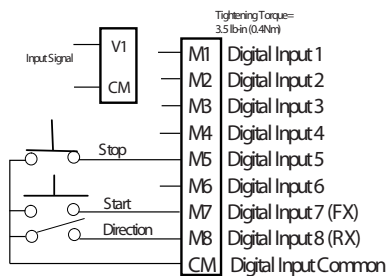 Tightening Torque=
3.5 lb-in (0.4Nm)
Input Signal
V1
CM
M1 Digital Input 1
M2 Digital Input 2
M3 Digital Input 3
M4 Digital Input 4
Stop M5 Digital Input 5
M6 Digital Input 6
Start M7 Digital Input 7 (FX)
Direction M8 Digital Input 8 (RX)
CM Digital Input Common